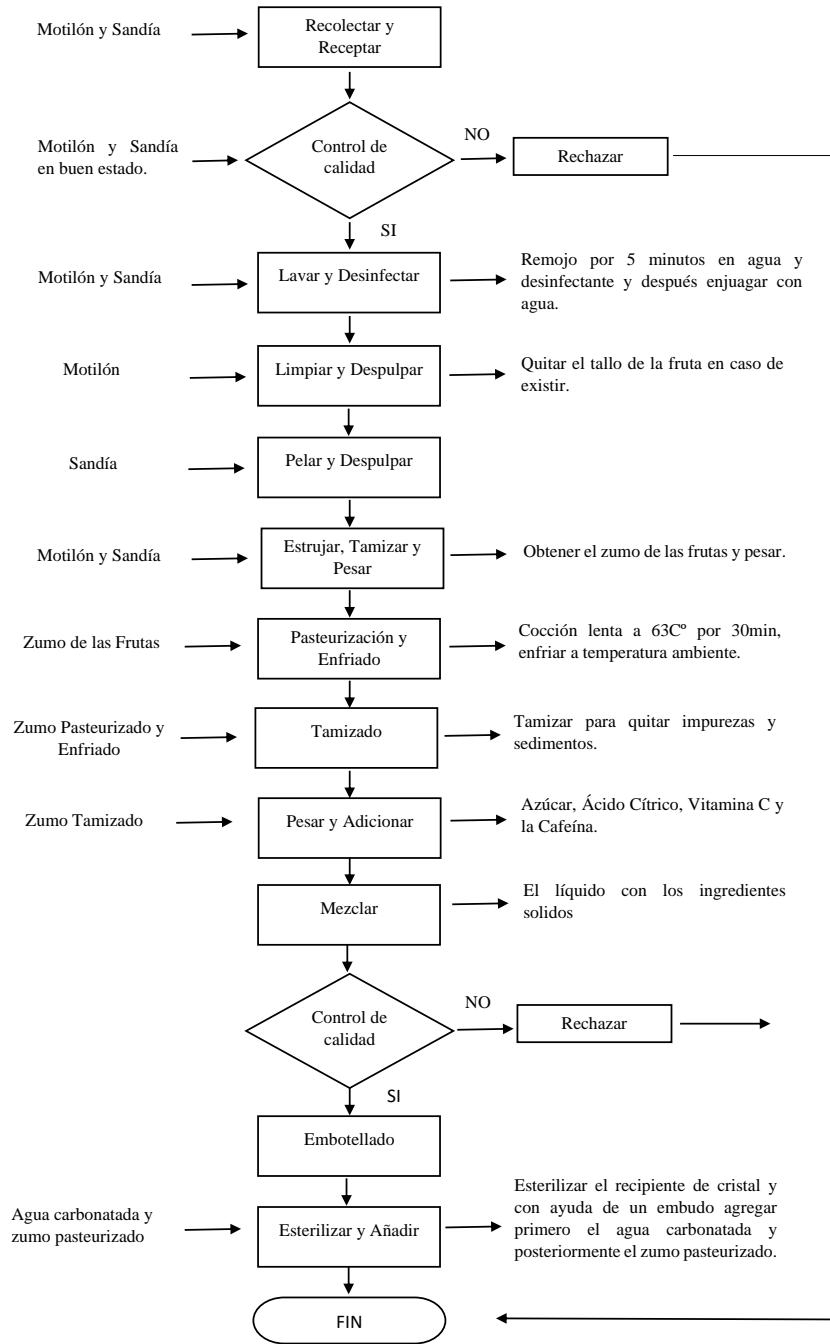 Motilón y Sandía
Recolectar y
Receptar
Motilón y Sandía
en buen estado.
Control de
calidad
NO
Rechazar
SI
Motilón y Sandía
Lavar y Desinfectar
Remojo por 5 minutos en agua y
desinfectante y después enjuagar con
agua.
Motilón
Limpiar y Despulpar
Quitar el tallo de la fruta en caso de
existir.
Sandía
Pelar y Despulpar
Motilón y Sandía
Estrujar, Tamizar y
Pesar
Obtener el zumo de las frutas y pesar.
Zumo de las Frutas
Pasteurización y
Enfriado
Cocción lenta a 63Cº por 30min,
enfriar a temperatura ambiente.
Zumo Pasteurizado y
Enfriado
Tamizado
Tamizar para quitar impurezas y
sedimentos.
Zumo Tamizado
Pesar y Adicionar
Azúcar, Ácido Cítrico, Vitamina C y
la Cafeína.
Mezclar
El líquido con los ingredientes
solidos
Control de
calidad
NO
Rechazar
SI
Embotellado
Agua carbonatada y
zumo pasteurizado
Esterilizar y Añadir
Esterilizar el recipiente de cristal y
con ayuda de un embudo agregar
primero el agua carbonatada y
posteriormente el zumo pasteurizado.
FIN